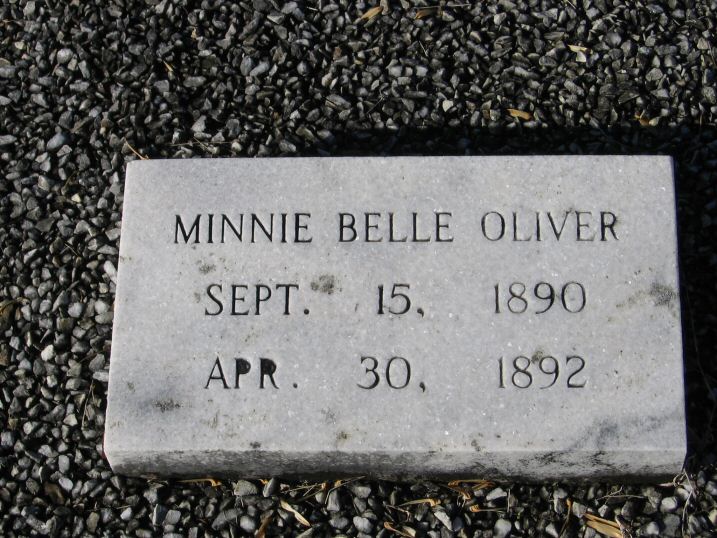 MINNIE BELLE OLIVER
SEPT. 15, 1890
APR. 30, 1892